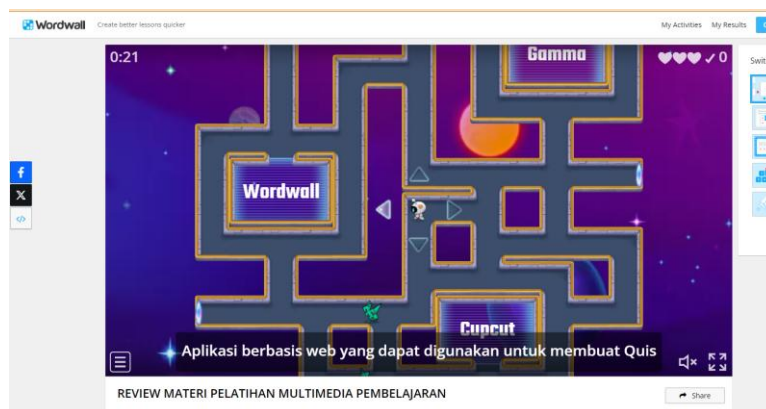 Wordwall Create better lessons quicker My Activities My Results
0:21
Gamma
0
Wordwall
Cupcut
Aplikasi berbasis web yang dapat digunakan untuk membuat Quis
REVIEW MATERI PELATIHAN MULTIMEDIA PEMBELAJARAN
Share